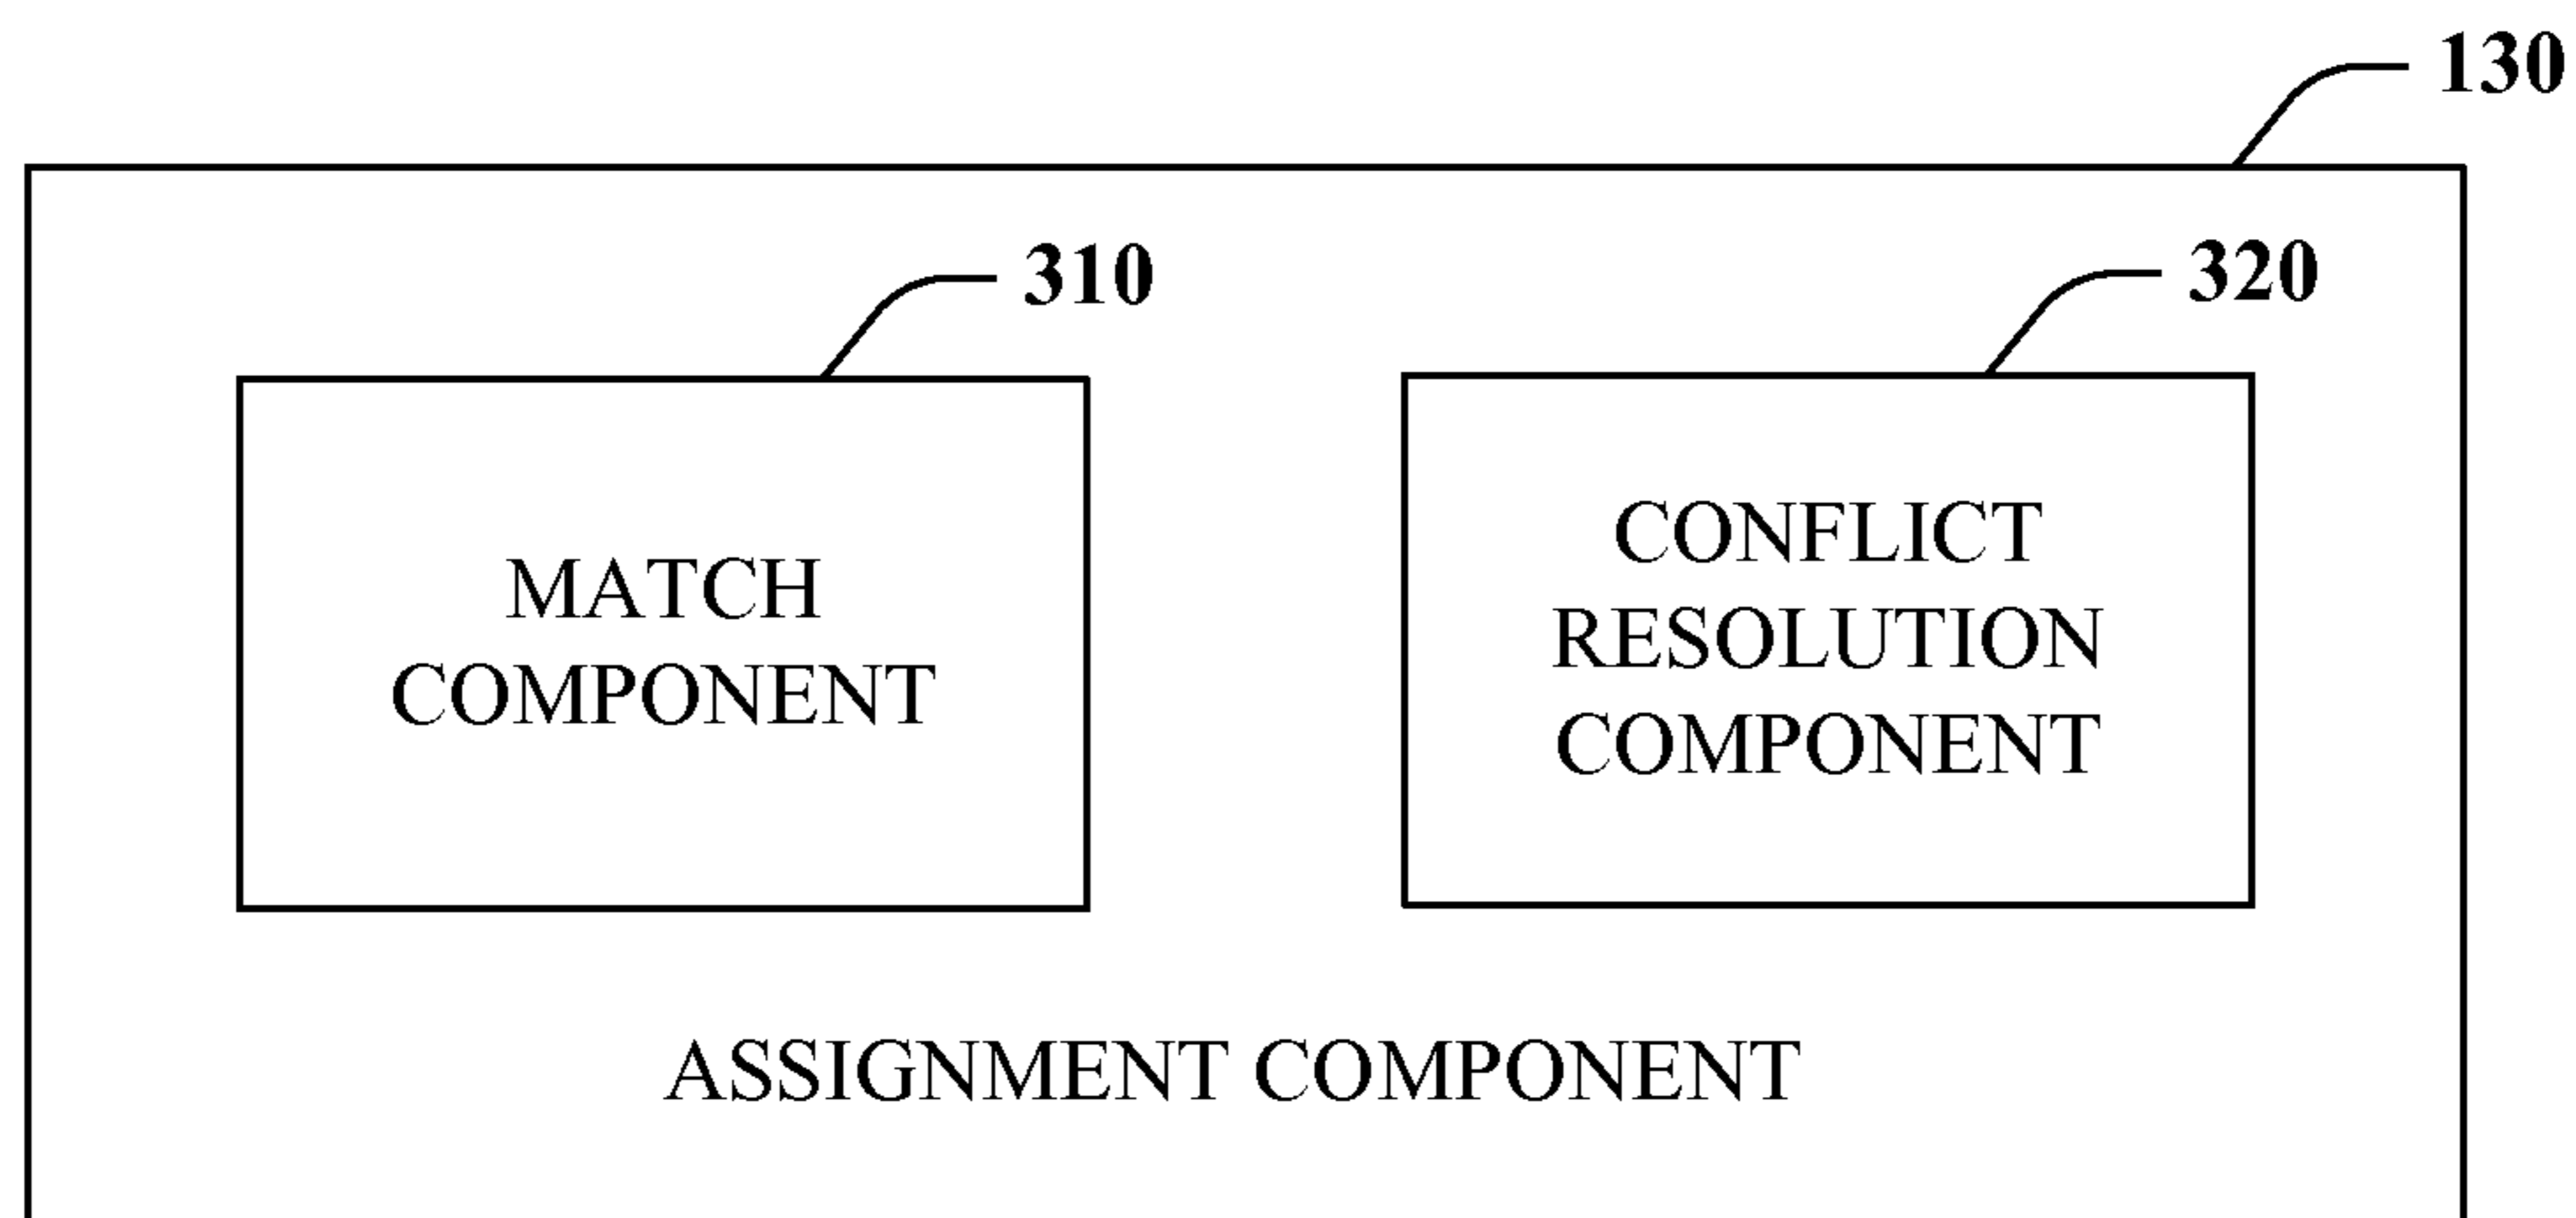 130
310
320
MATCH
COMPONENT
CONFLICT
RESOLUTION
COMPONENT
ASSIGNMENT COMPONENT